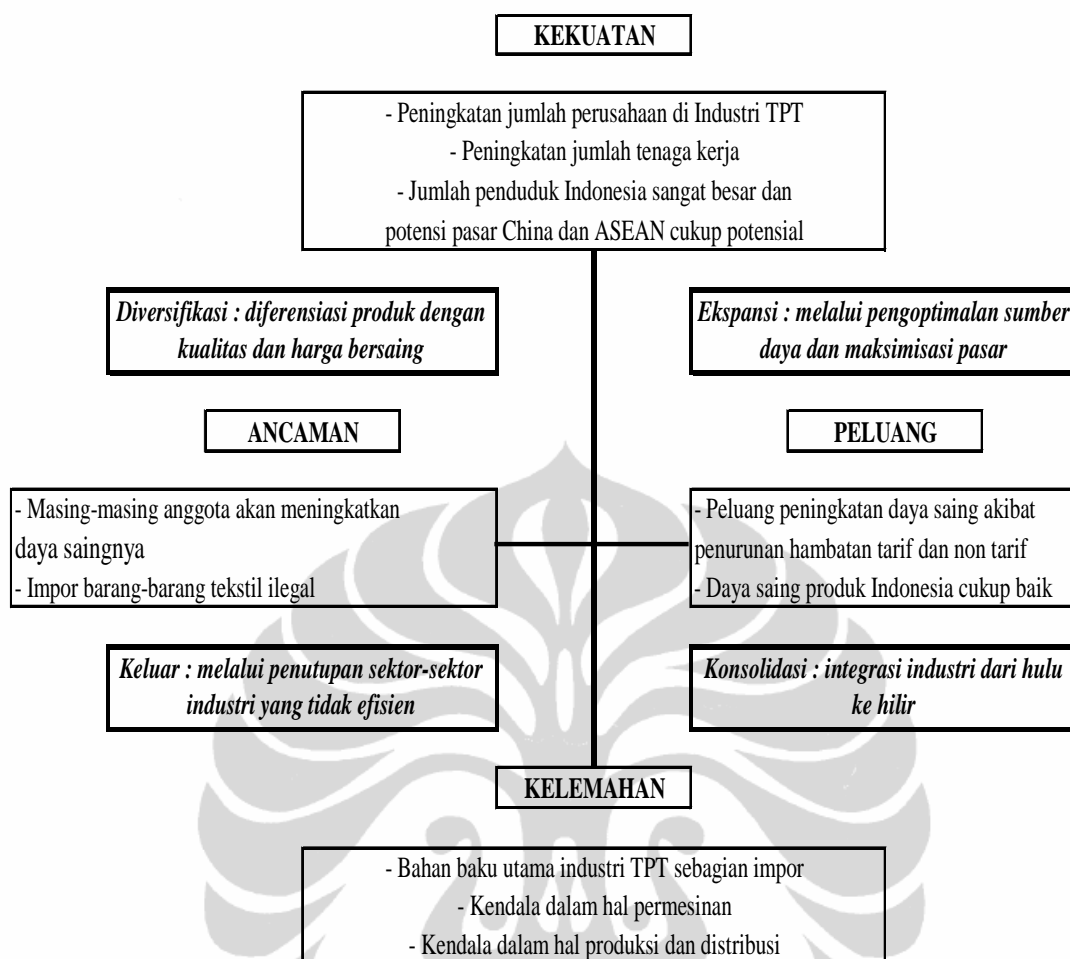 KEKUATAN
- Peningkatan jumlah perusahaan di Industri TPT
- Peningkatan jumlah tenaga kerja
- Jumlah penduduk Indonesia sangat besar dan
potensi pasar China dan ASEAN cukup potensial
Diversifikasi : diferensiasi produk dengan
kualitas dan harga bersaing
Ekspansi : melalui pengoptimalan sumber
daya dan maksimisasi pasar
ANCAMAN
- Masing-masing anggota akan meningkatkan
daya saingnya
- Impor barang-barang tekstil ilegal
PELUANG
- Peluang peningkatan daya saing akibat
penurunan hambatan tarif dan non tarif
- Daya saing produk Indonesia cukup baik
Keluar : melalui penutupan sektor-sektor
industri yang tidak efisien
Konsolidasi : integrasi industri dari hulu
ke hilir
KELEMAHAN
- Bahan baku utama industri TPT sebagian impor
- Kendala dalam hal permesinan
- Kendala dalam hal produksi dan distribusi